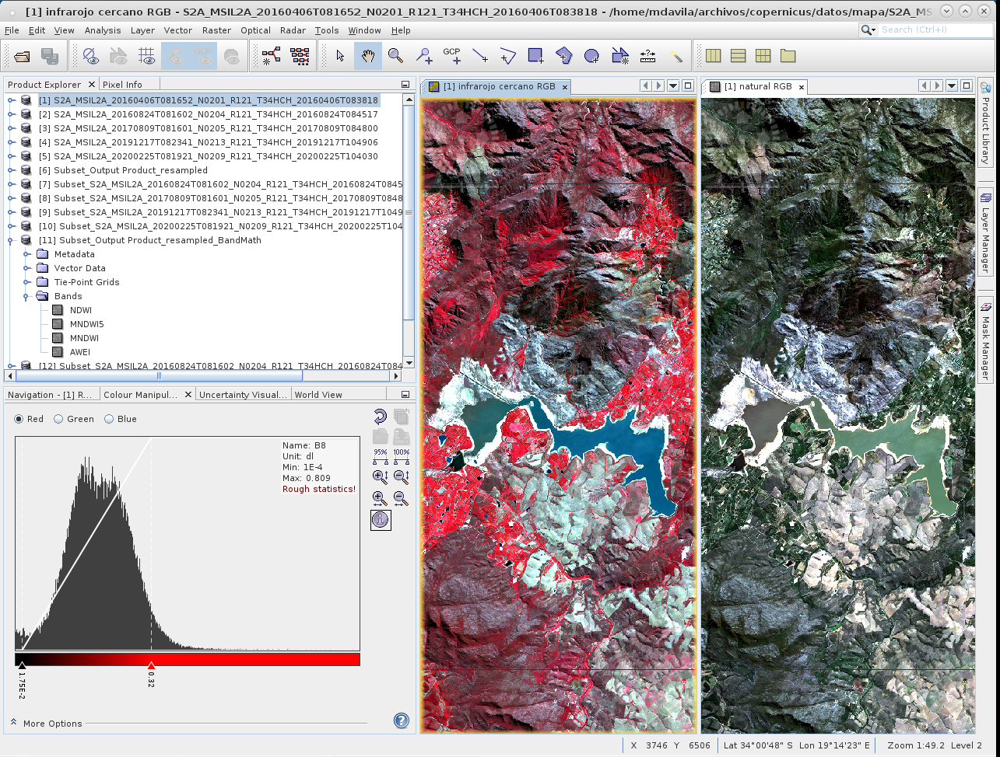 [1] infrarojo cercano RGB - S2A_MSIL2A_20160406T081652_N0201_R121_T34HCH_20160406T083818 - /home/mdavila/archivos/copernicus/datos/mapa/S2A_MS
File Edit View Analysis Layer Vector Raster Optical Radar Tools Window Help
Search (Ctrl+I)
GCP
GCP
Product Explorer
Pixel Info
[1] S2A_MSIL2A_20160406T081652_N0201_R121_T34HCH_20160406T083818
[2] S2A_MSIL2A_20160824T081602_N0204_R121_T34HCH_20160824T084517
[3] S2A_MSIL2A_20170809T081601_N0205_R121_T34HCH_20170809T084800
[4] S2A_MSIL2A_20191217T082341_N0213_R121_T34HCH_20191217T104906
[5] S2A_MSIL2A_20200225T081921_N0209_R121_T34HCH_20200225T104030
[6] Subset_Output Product_resampled
[7] Subset_S2A_MSIL2A_20160824T081602_N0204_R121_T34HCH_20160824T0845
[8] Subset_S2A_MSIL2A_20170809T081601_N0205_R121_T34HCH_20170809T0848
[9] Subset_S2A_MSIL2A_20191217T082341_N0213_R121_T34HCH_20191217T1049
[10] Subset_S2A_MSIL2A_20200225T081921_N0209_R121_T34HCH_20200225T104
[11] Subset_Output Product_resampled_BandMath
Metadata
Vector Data
Tie-Point Grids
Bands
NDWI
MNDWI5
MNDWI
AWEI
[12] Subset_S2A_MSIL2A_20160824T081602_N0204_R121_T34HCH_20160824T084
Navigation - [1] R...
Colour Manipul...
Uncertainty Visual...
World View
Red Green Blue
Name: B8
Unit: dl
Min: 1E-4
Max: 0.809
Rough statistics!
95% 100%
1.75E-2
0.32
More Options
[1] infrarojo cercano RGB
[1] natural RGB
Product Library
Layer Manager
Mask Manager
X 3746 Y 6506
Lat 34°00'48" S Lon 19°14'23" E
Zoom 1:49.2 Level 2